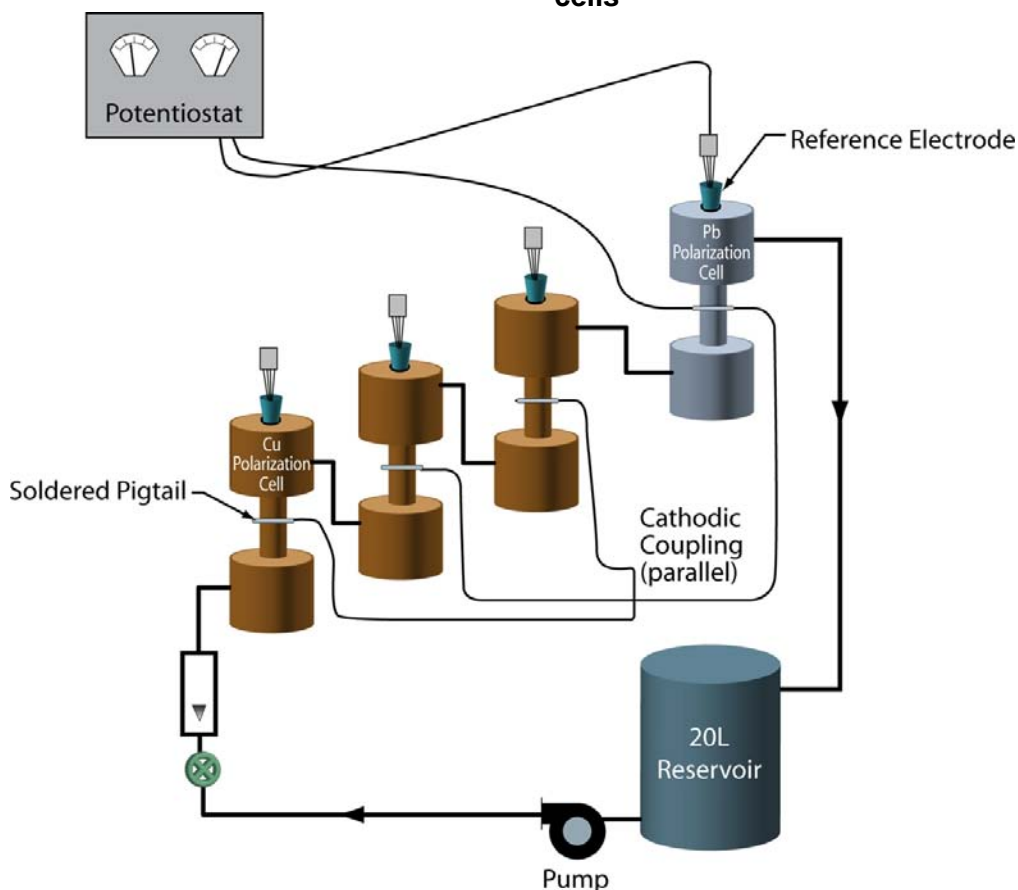 cells
Potentiostat
Reference Electrode
Pb
Polarization
Cell
Cu
Polarization
Cell
Soldered Pigtail
Cathodic
Coupling
(parallel)
20L
Reservoir
Pump